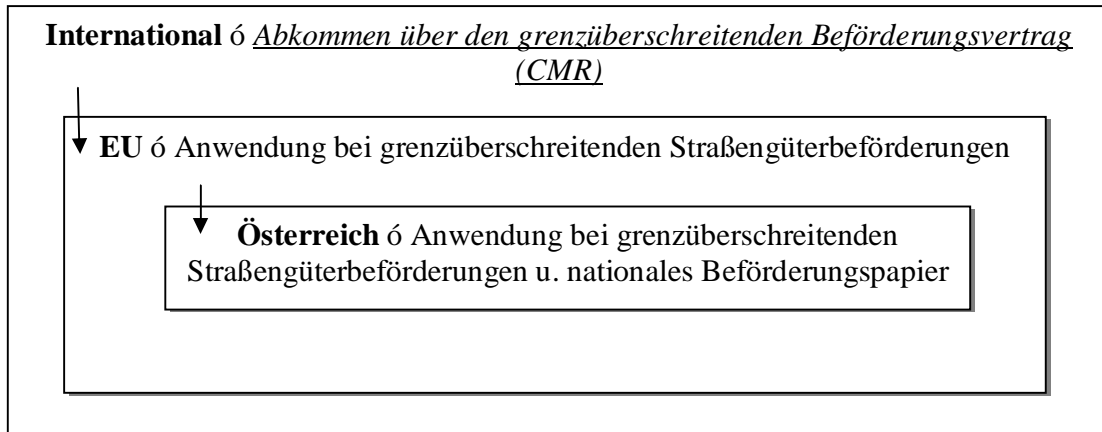 International ó Abkommen über den grenzüberschreitenden Beförderungsvertrag
(CMR)
EU ó Anwendung bei grenzüberschreitenden Straßengüterbeförderungen
Österreich ó Anwendung bei grenzüberschreitenden
Straßengüterbeförderungen u. nationales Beförderungspapier